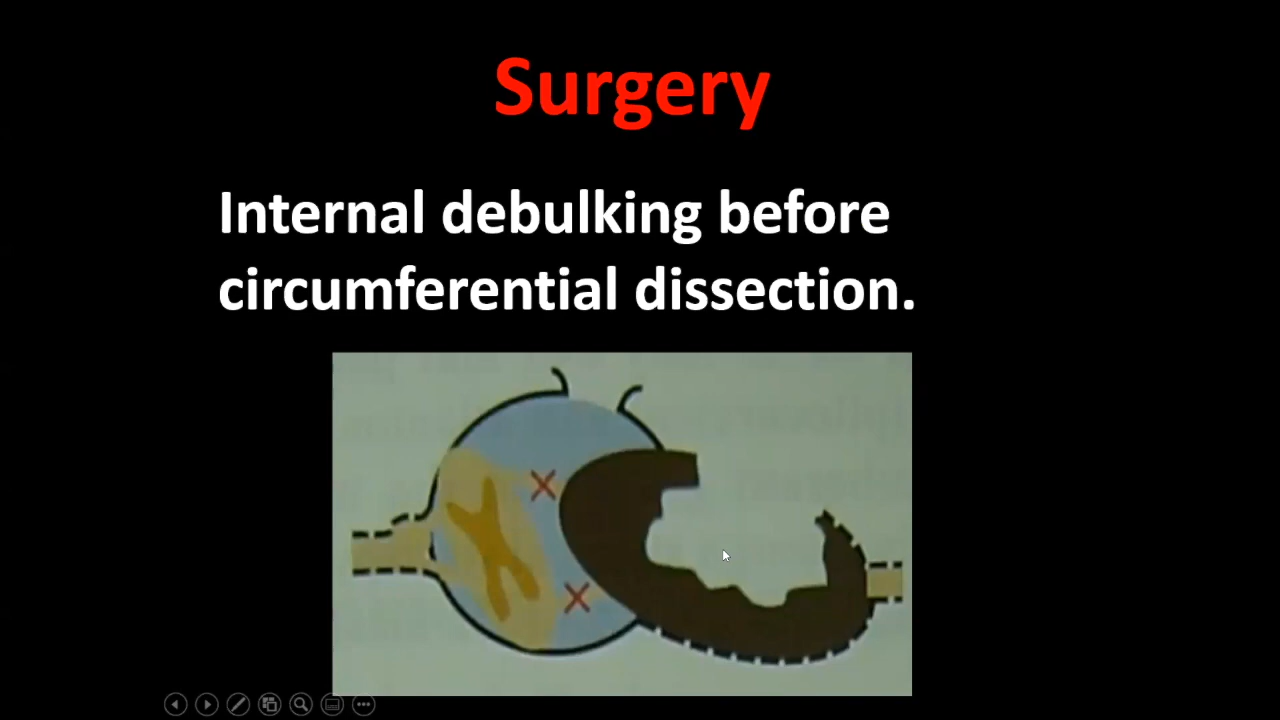 Surgery
Internal debulking before
circumferential dissection.